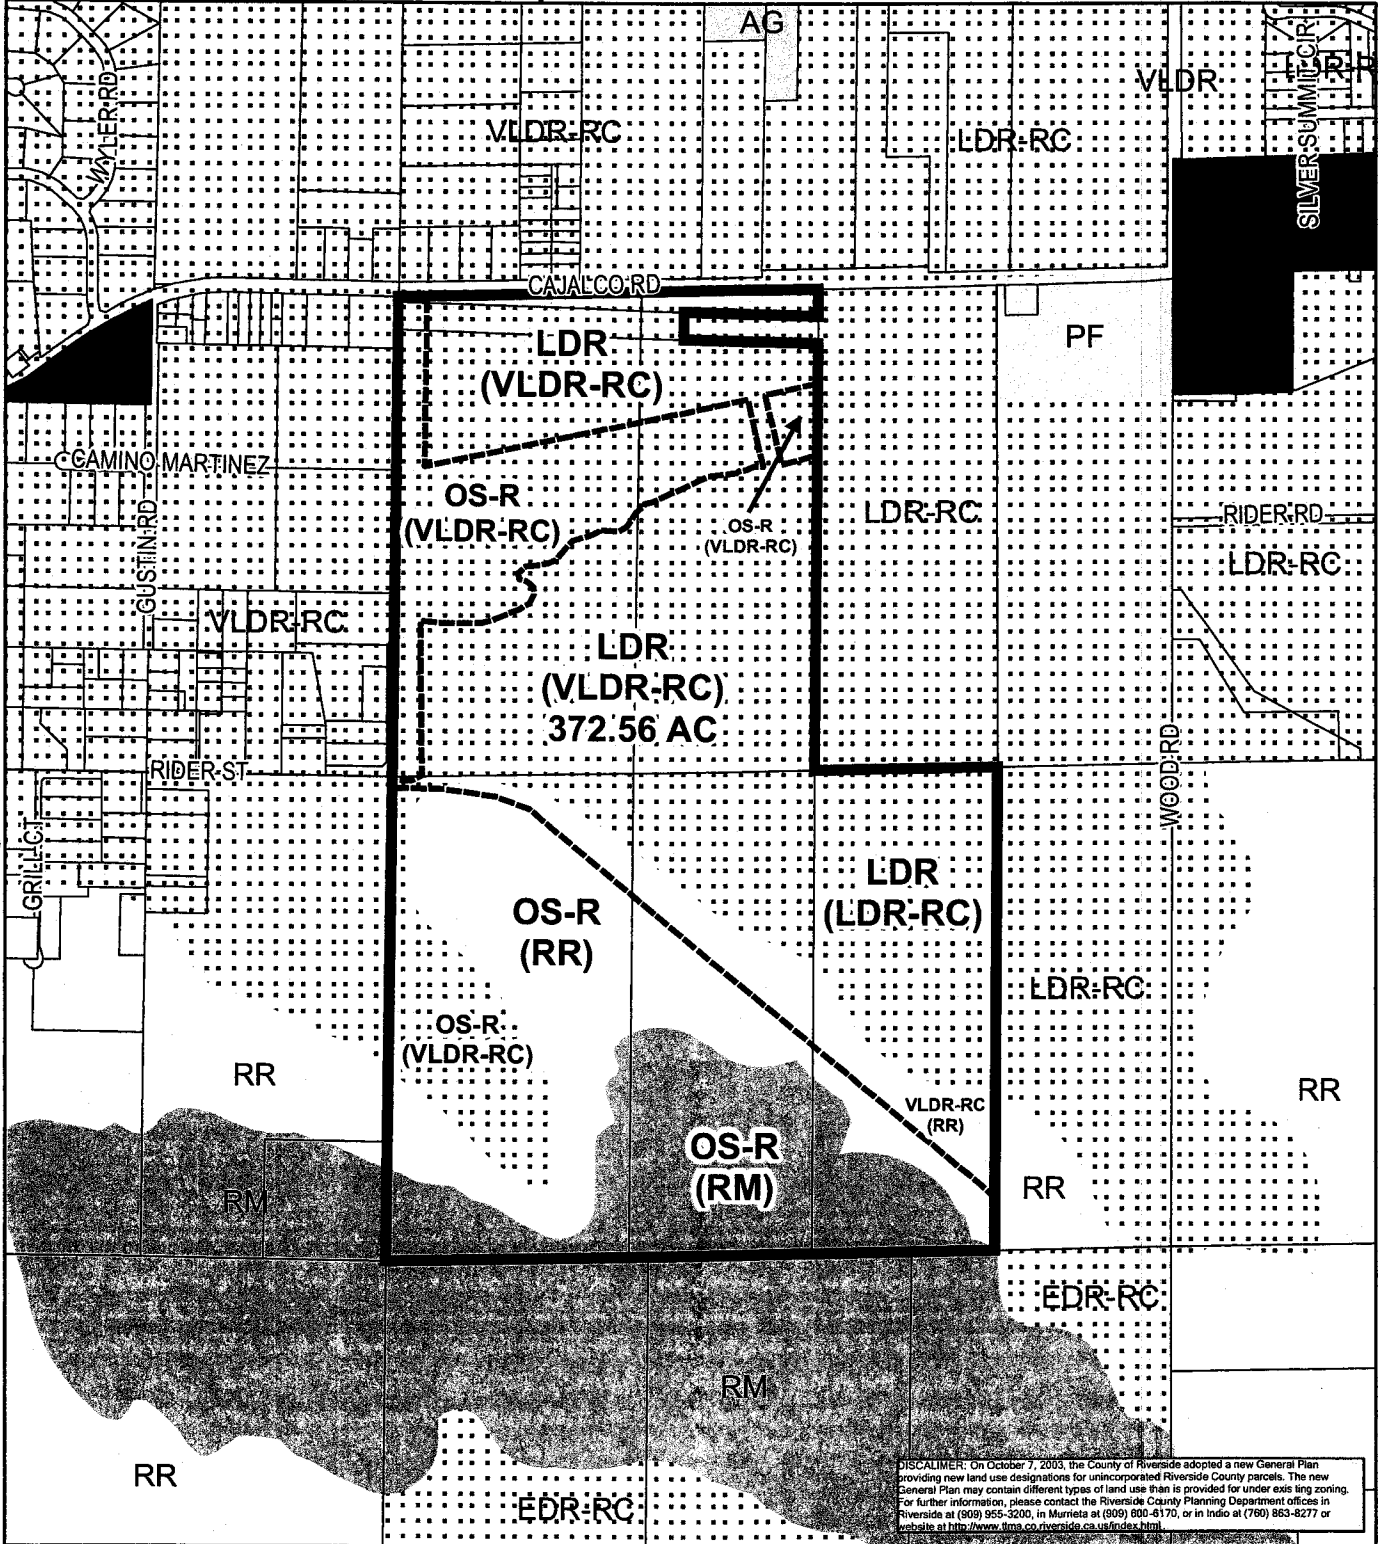 AG
VLDR
LDR-R
WYLER RD
VLDR-RC
LDR-RC
SILVER SUMMIT CIR
CAJALCO RD
LDR
(VLDR-RC)
PF
CAMINO MARTINEZ
OS-R
(VLDR-RC)
OS-R
(VLDR-RC)
LDR-RC
RIDER RD
LDR-RC
GUSTIN RD
VLDR-RC
LDR
(VLDR-RC)
372.56 AC
RIDER ST
WOOD RD
GRILL CT
LDR
(LDR-RC)
OS-R
(RR)
LDR-RC
OS-R
(VLDR-RC)
RR
RR
VLDR-RC
(RR)
OS-R
(RM)
RM
RR
EDR-RC
RM
RR
EDR-RC
DISCALIMER: On October 7, 2003, the County of Riverside adopted a new General Plan
providing new land use designations for unincorporated Riverside County parcels. The new
General Plan may contain different types of land use than is provided for under exis ting zoning.
For further information, please contact the Riverside County Planning Department offices in
Riverside at (909) 955-3200, in Murrieta at (909) 600-6170, or in Indio at (760) 863-8277 or
website at http://www.tlma.co.riverside.ca.us/index.html.